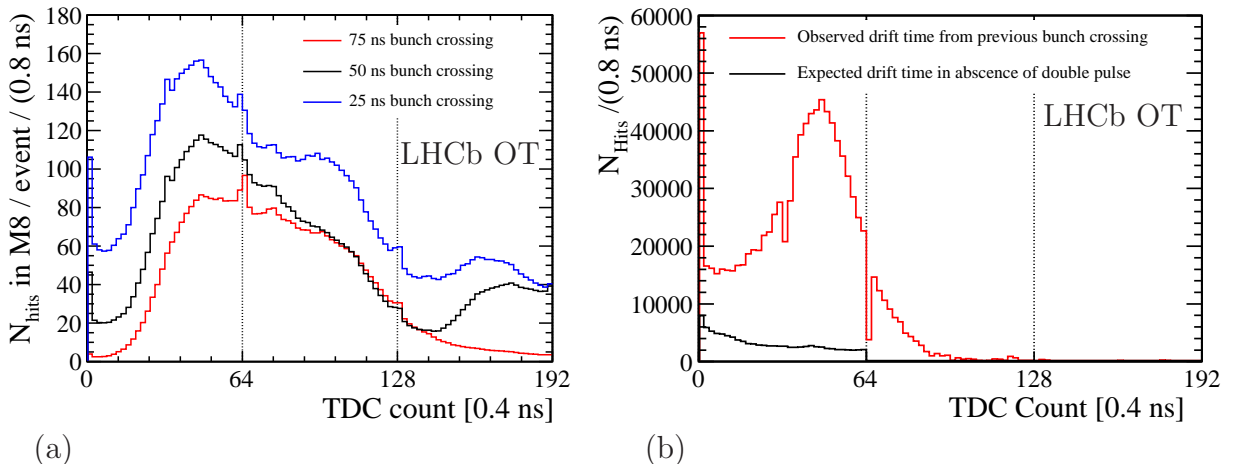 180
160
140
120
100
80
60
40
20
0
N_hits in M8 / event / (0.8 ns)
75 ns bunch crossing
50 ns bunch crossing
25 ns bunch crossing
LHCb OT
0 64 128 192
TDC count [0.4 ns]
(a)
60000
50000
40000
30000
20000
10000
0
N_Hits /(0.8 ns)
Observed drift time from previous bunch crossing
Expected drift time in abscence of double pulse
LHCb OT
0 64 128 192
TDC Count [0.4 ns]
(b)